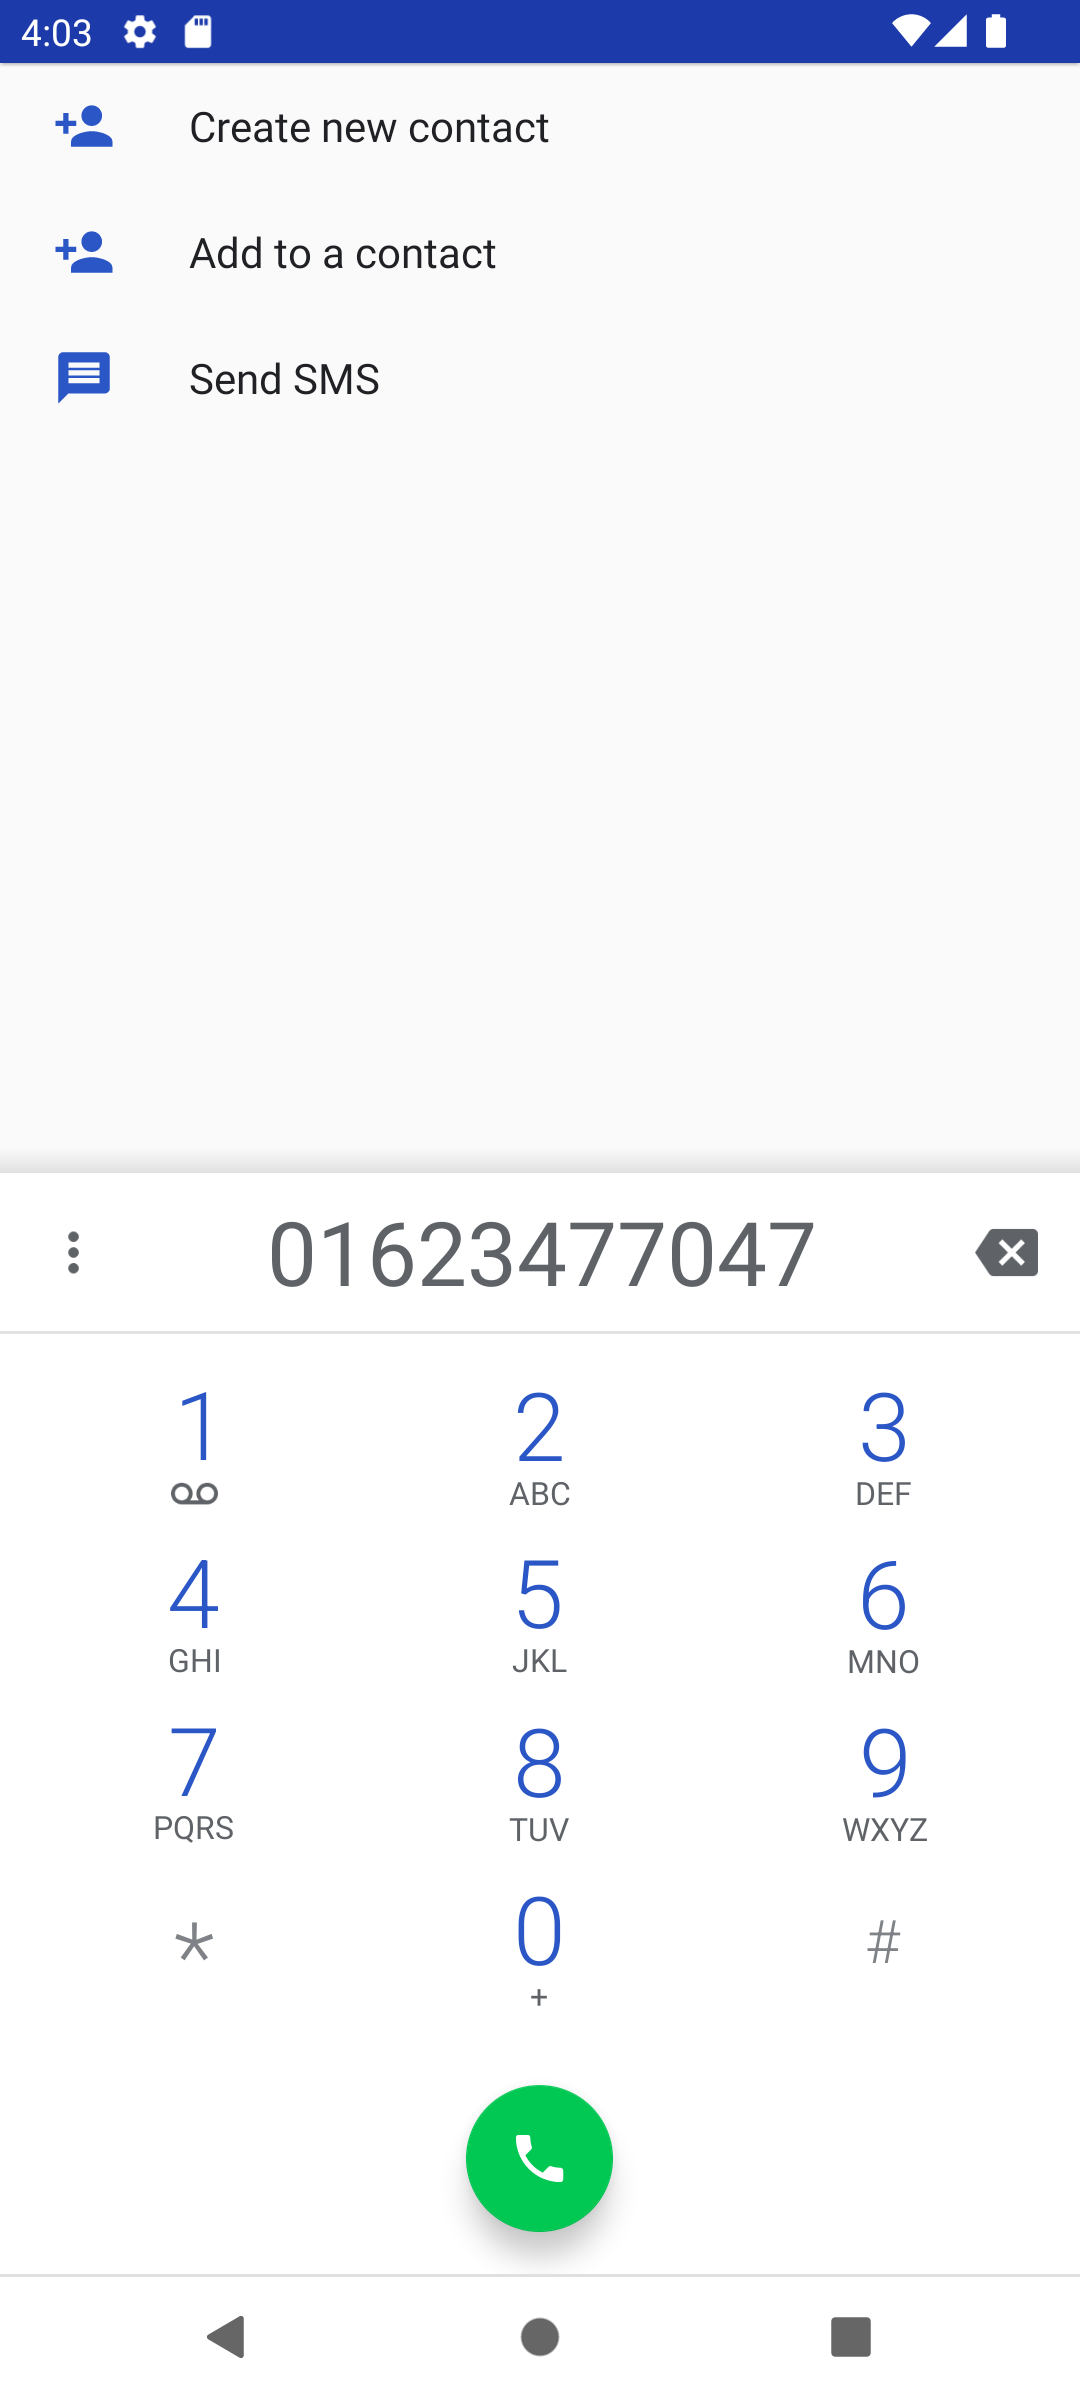 4:03
Create new contact
Add to a contact
Send SMS
01623477047
1 2 3
ABC DEF
4 5 6
GHI JKL MNO
7 8 9
PQRS TUV WXYZ
* 0 #
+